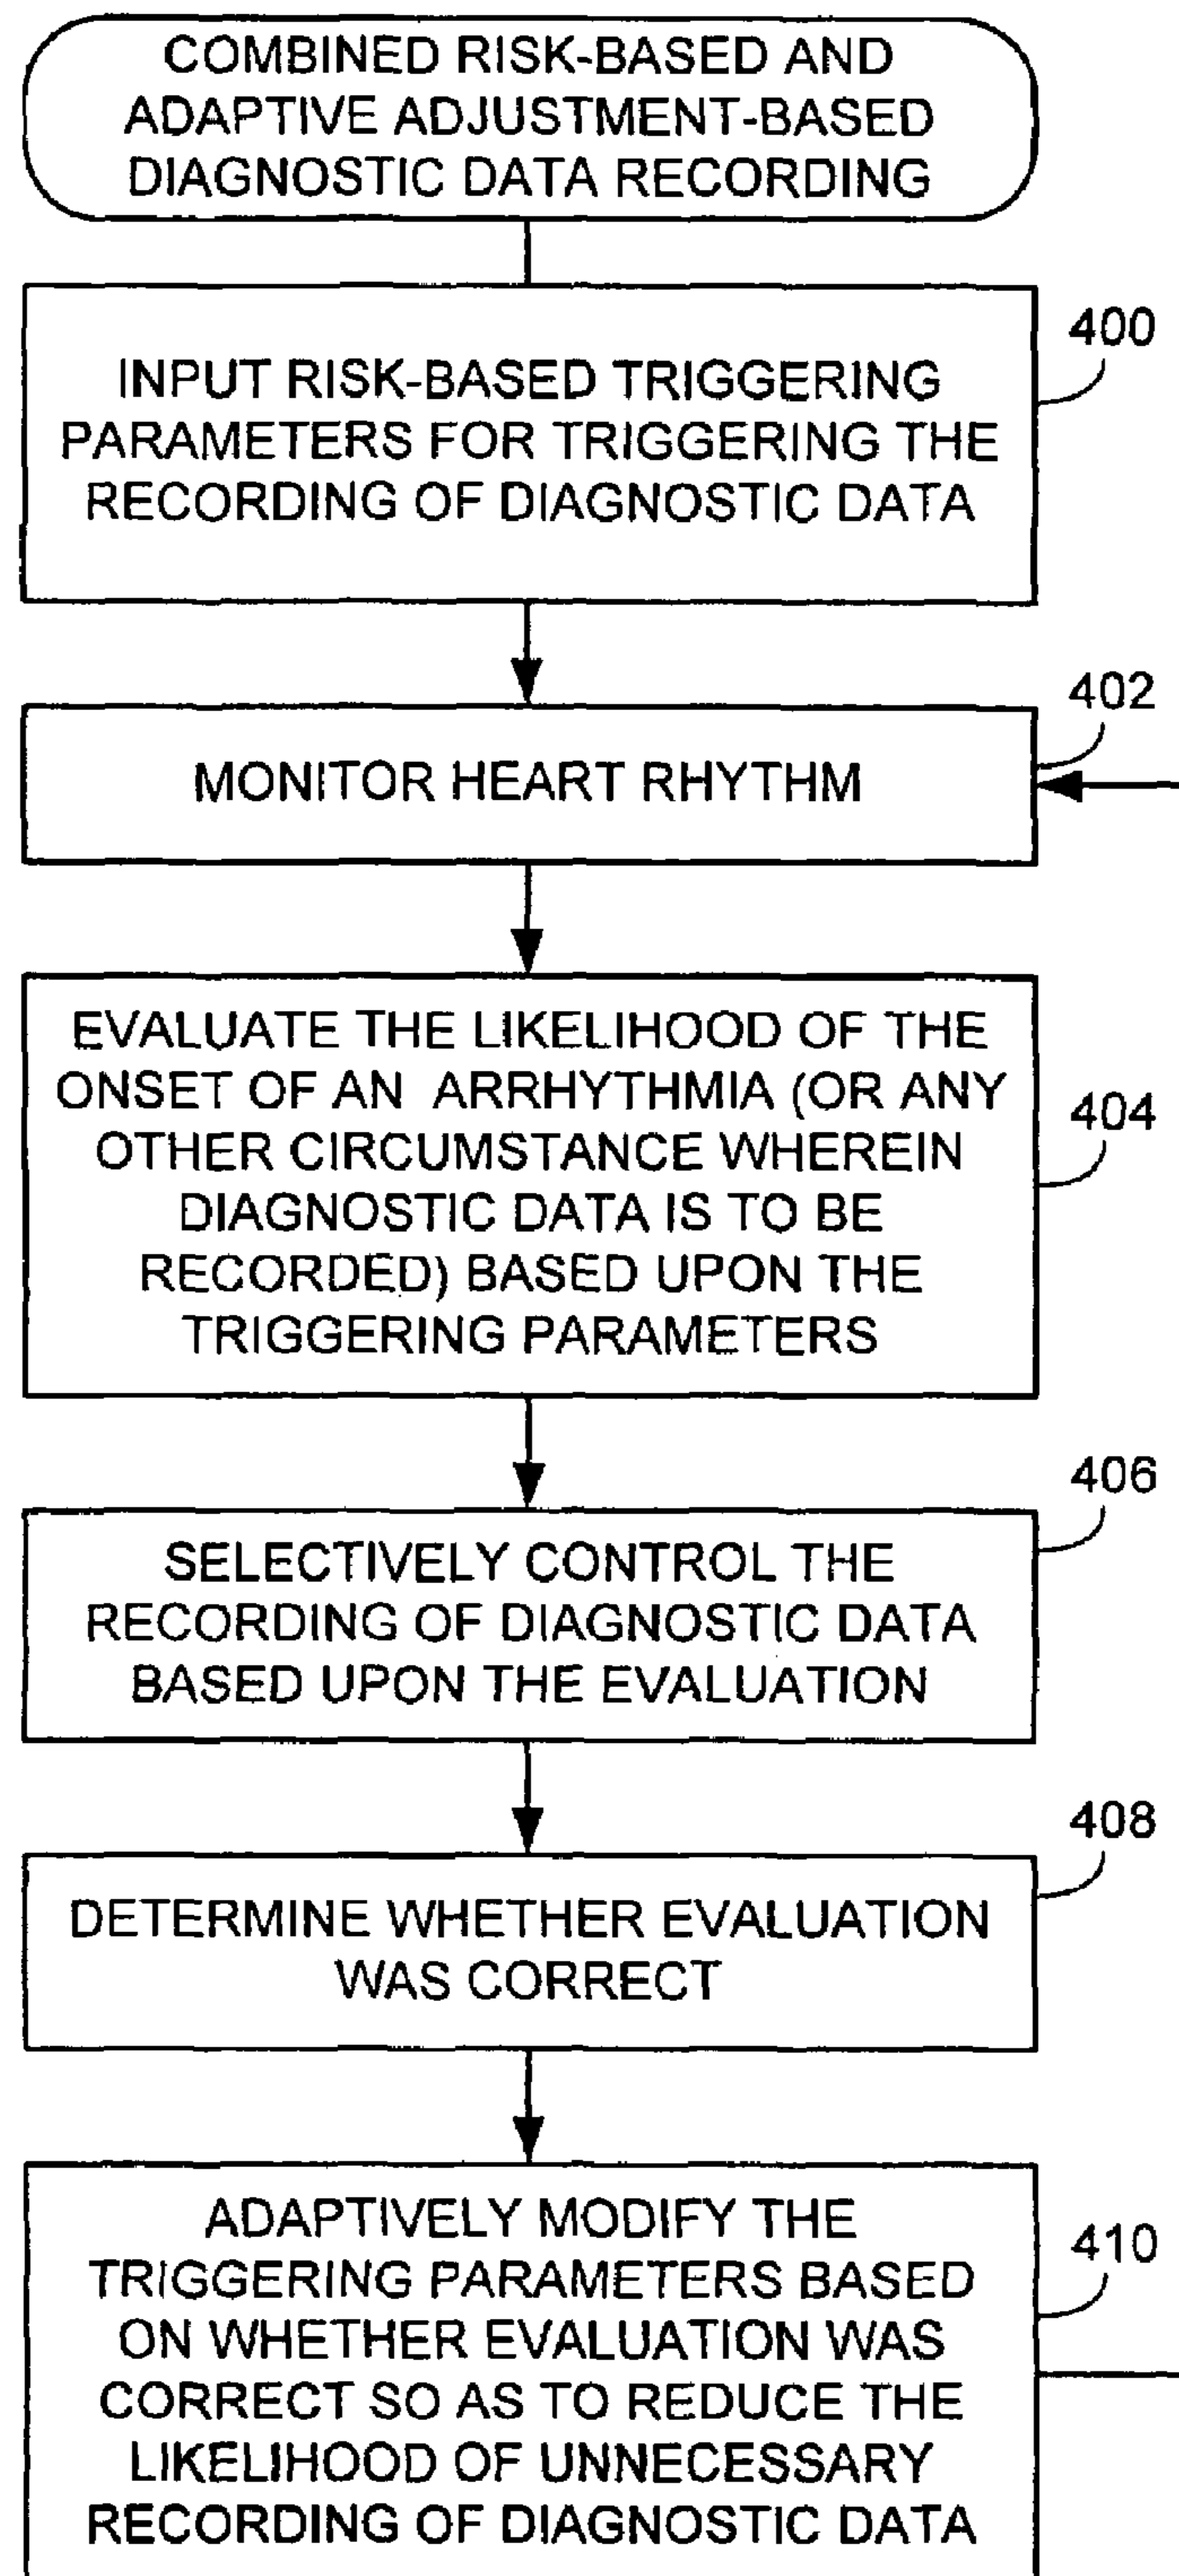 COMBINED RISK-BASED AND
ADAPTIVE ADJUSTMENT-BASED
DIAGNOSTIC DATA RECORDING
400
INPUT RISK-BASED TRIGGERING
PARAMETERS FOR TRIGGERING THE
RECORDING OF DIAGNOSTIC DATA
402
MONITOR HEART RHYTHM
EVALUATE THE LIKELIHOOD OF THE
ONSET OF AN ARRHYTHMIA (OR ANY
OTHER CIRCUMSTANCE WHEREIN
DIAGNOSTIC DATA IS TO BE
RECORDED) BASED UPON THE
TRIGGERING PARAMETERS
404
406
SELECTIVELY CONTROL THE
RECORDING OF DIAGNOSTIC DATA
BASED UPON THE EVALUATION
408
DETERMINE WHETHER EVALUATION
WAS CORRECT
410
ADAPTIVELY MODIFY THE
TRIGGERING PARAMETERS BASED
ON WHETHER EVALUATION WAS
CORRECT SO AS TO REDUCE THE
LIKELIHOOD OF UNNECESSARY
RECORDING OF DIAGNOSTIC DATA